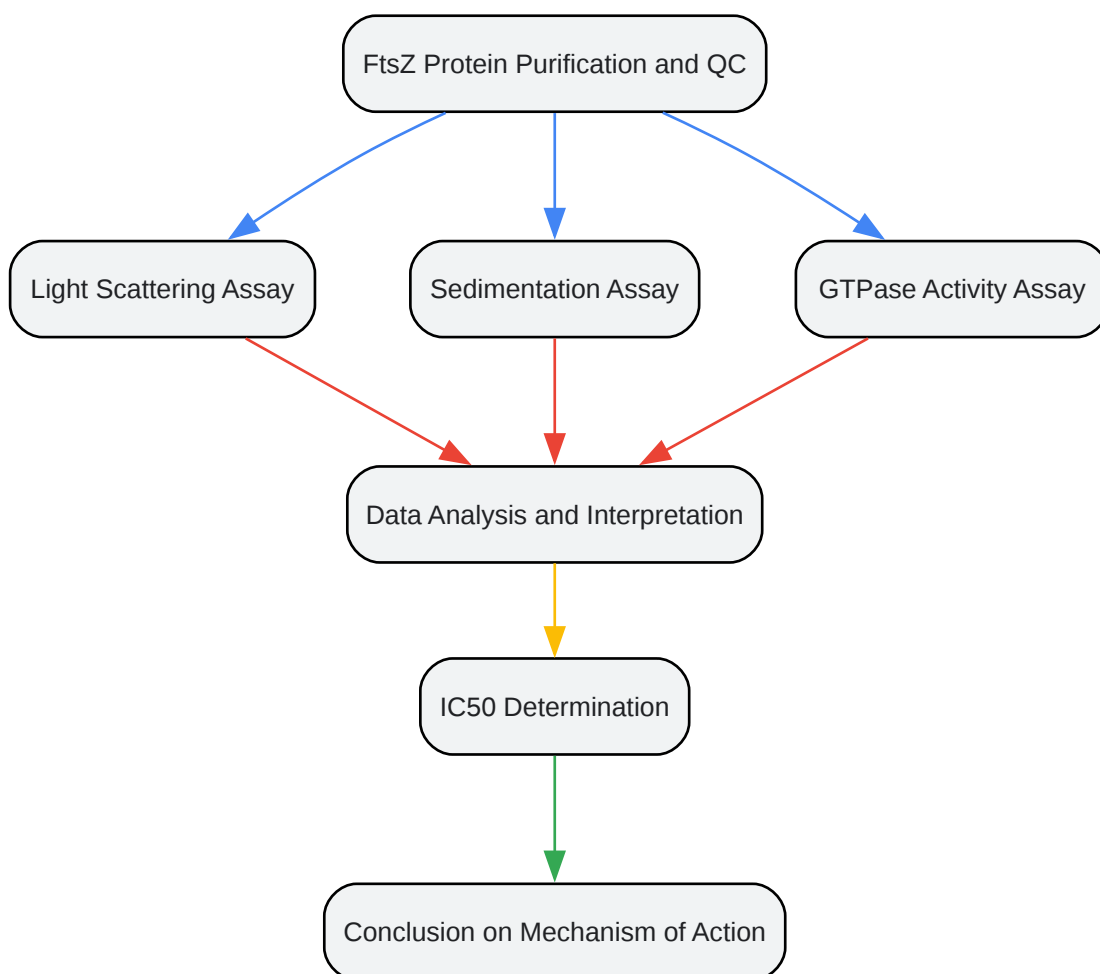 FtsZ Protein Purification and QC
Light Scattering Assay
Sedimentation Assay
GTPase Activity Assay
Data Analysis and Interpretation
IC50 Determination
Conclusion on Mechanism of Action